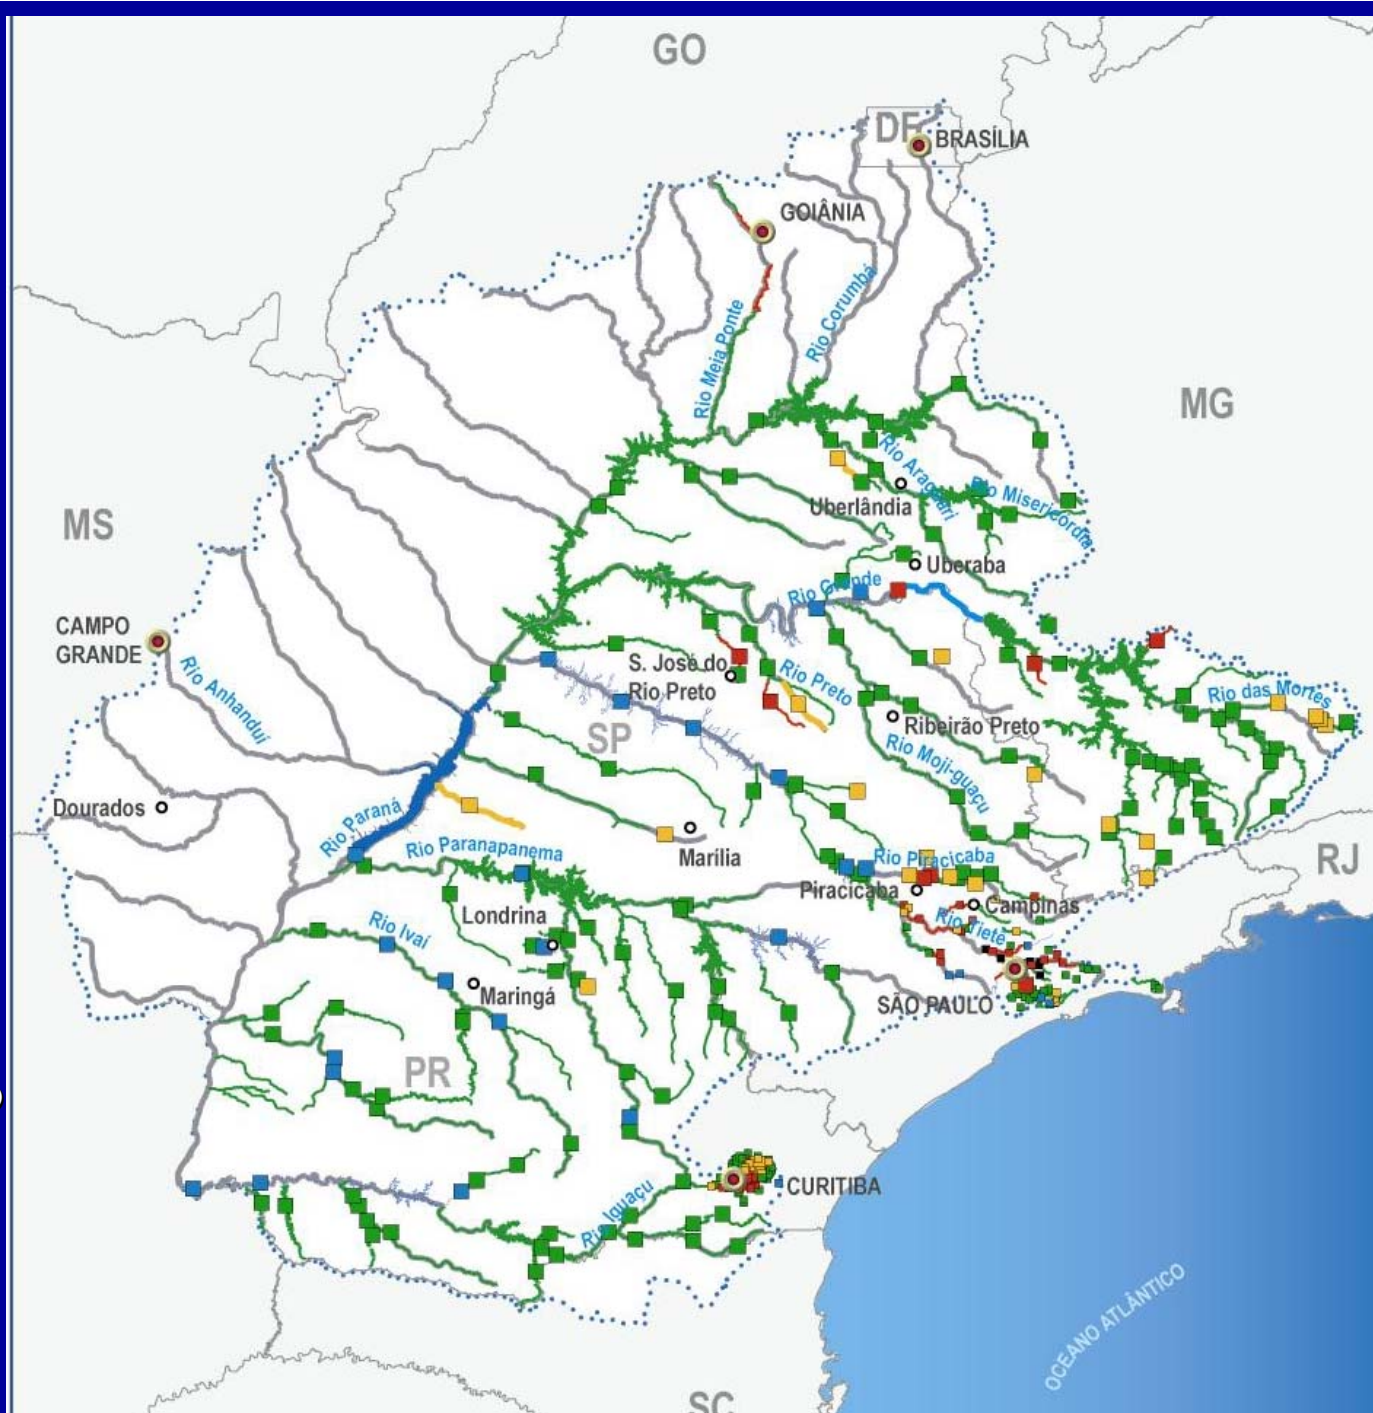 GO
DF
BRASÍLIA
GOIÂNIA
Rio Corumbá
Rio Meia Ponte
MG
Rio Araguari
Rio Misericórdia
Uberlândia
MS
Uberaba
Rio Grande
CAMPO
GRANDE
Rio Anhanduí
S. José do
Rio Preto
Rio Preto
Rio das Mortes
Ribeirão Preto
SP
Rio Moji-guaçu
Dourados
Rio Paraná
Marília
Rio Paranapanema
Rio Piracicaba
RJ
Piracicaba
Campinas
Londrina
Rio Tietê
Rio Ivaí
Maringá
SÃO PAULO
PR
CURITIBA
Rio Iguaçu
OCEANO ATLÂNTICO
SC